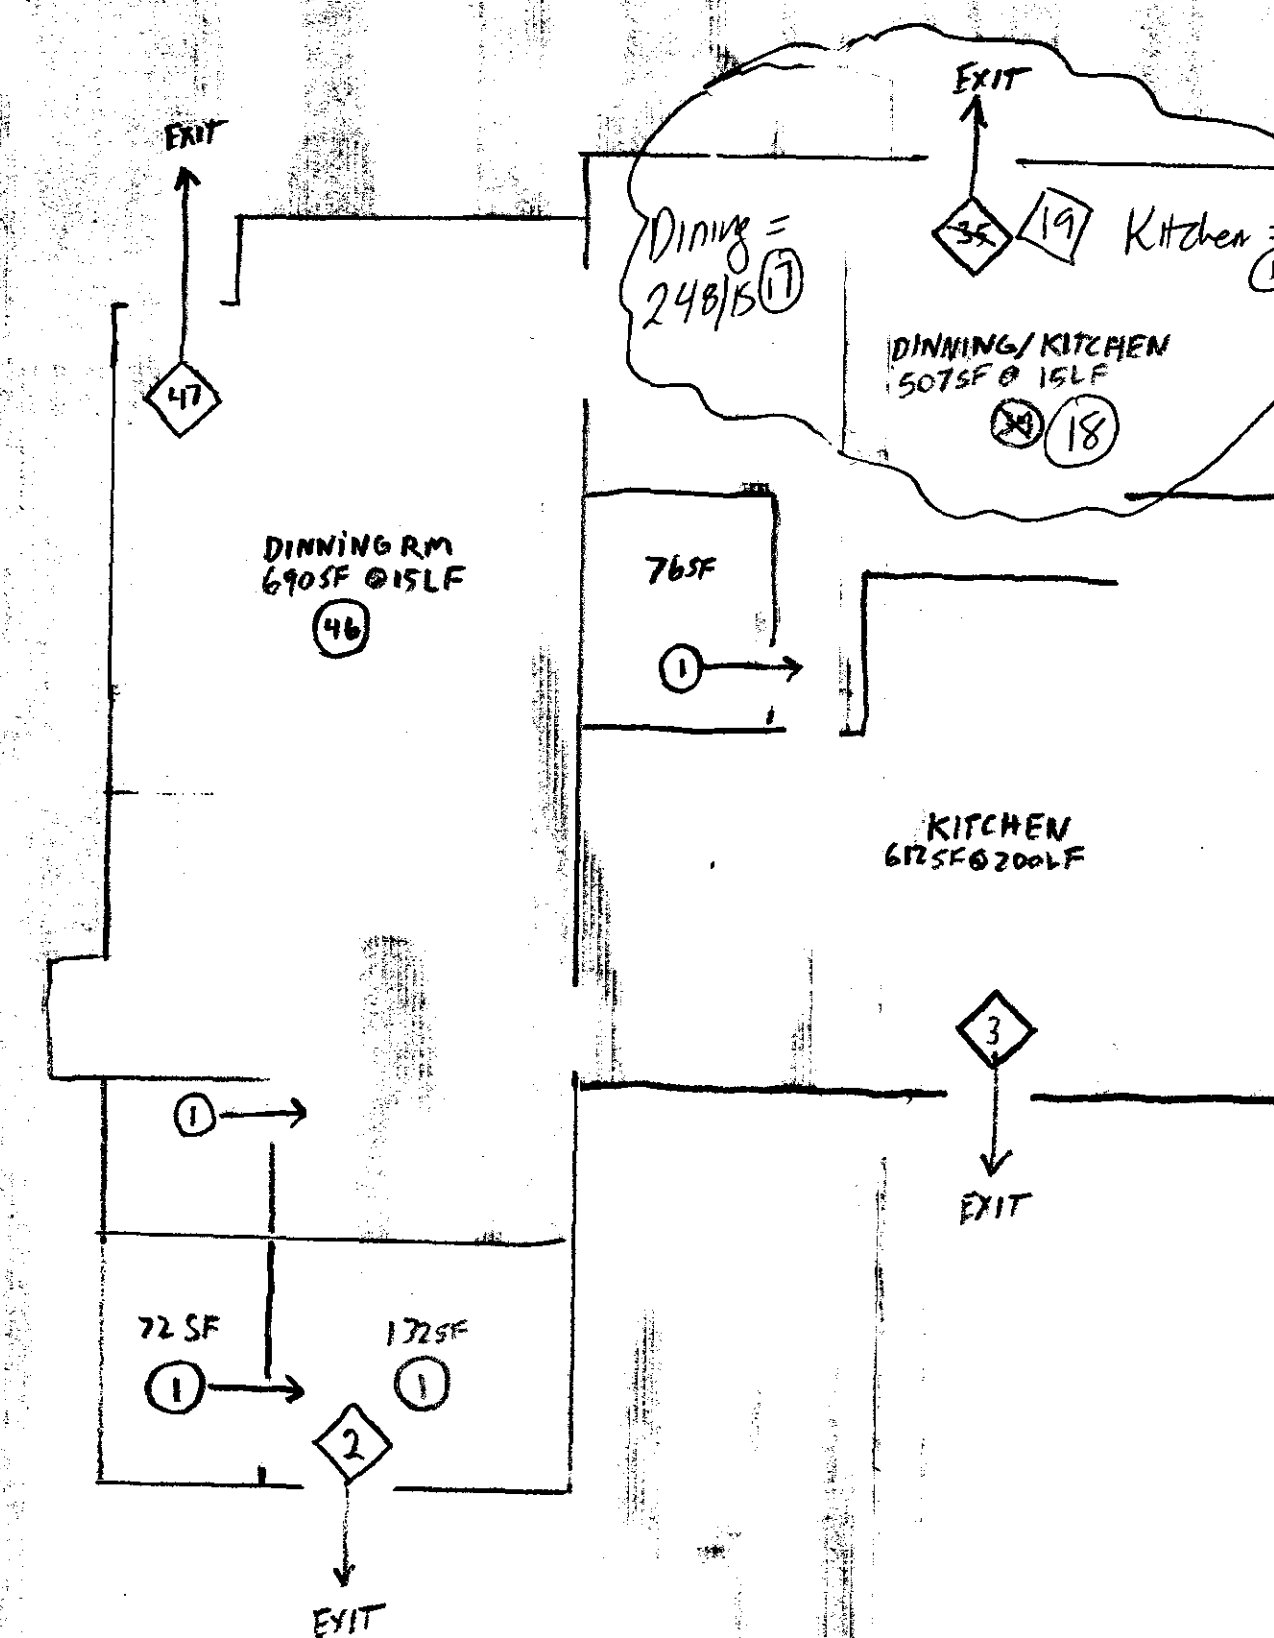 EXIT
EXIT
47
Dining =
248/15 17
35 19
Kitchen =
DINNING/KITCHEN
507SF @ 15LF
18
DINNING RM
690SF @15LF
46
76SF
1
KITCHEN
612SF@200LF
3
EXIT
1
72 SF
1
132SF
1
2
EXIT